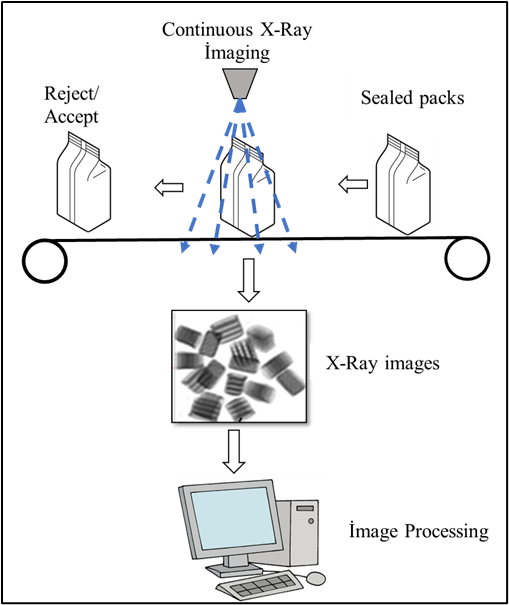 Continuous X-Ray
İmaging
Reject/
Accept
Sealed packs
X-Ray images
İmage Processing